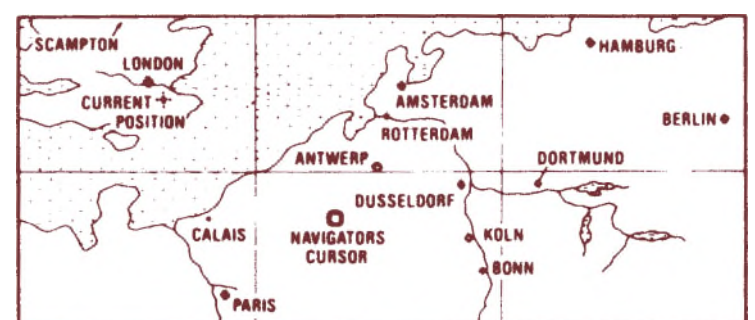 SCAMPTON
HAMBURG
LONDON
CURRENT
POSITION
AMSTERDAM
ROTTERDAM
BERLIN
ANTWERP
DORTMUND
DUSSELDORF
CALAIS
NAVIGATORS
CURSOR
KOLN
BONN
PARIS